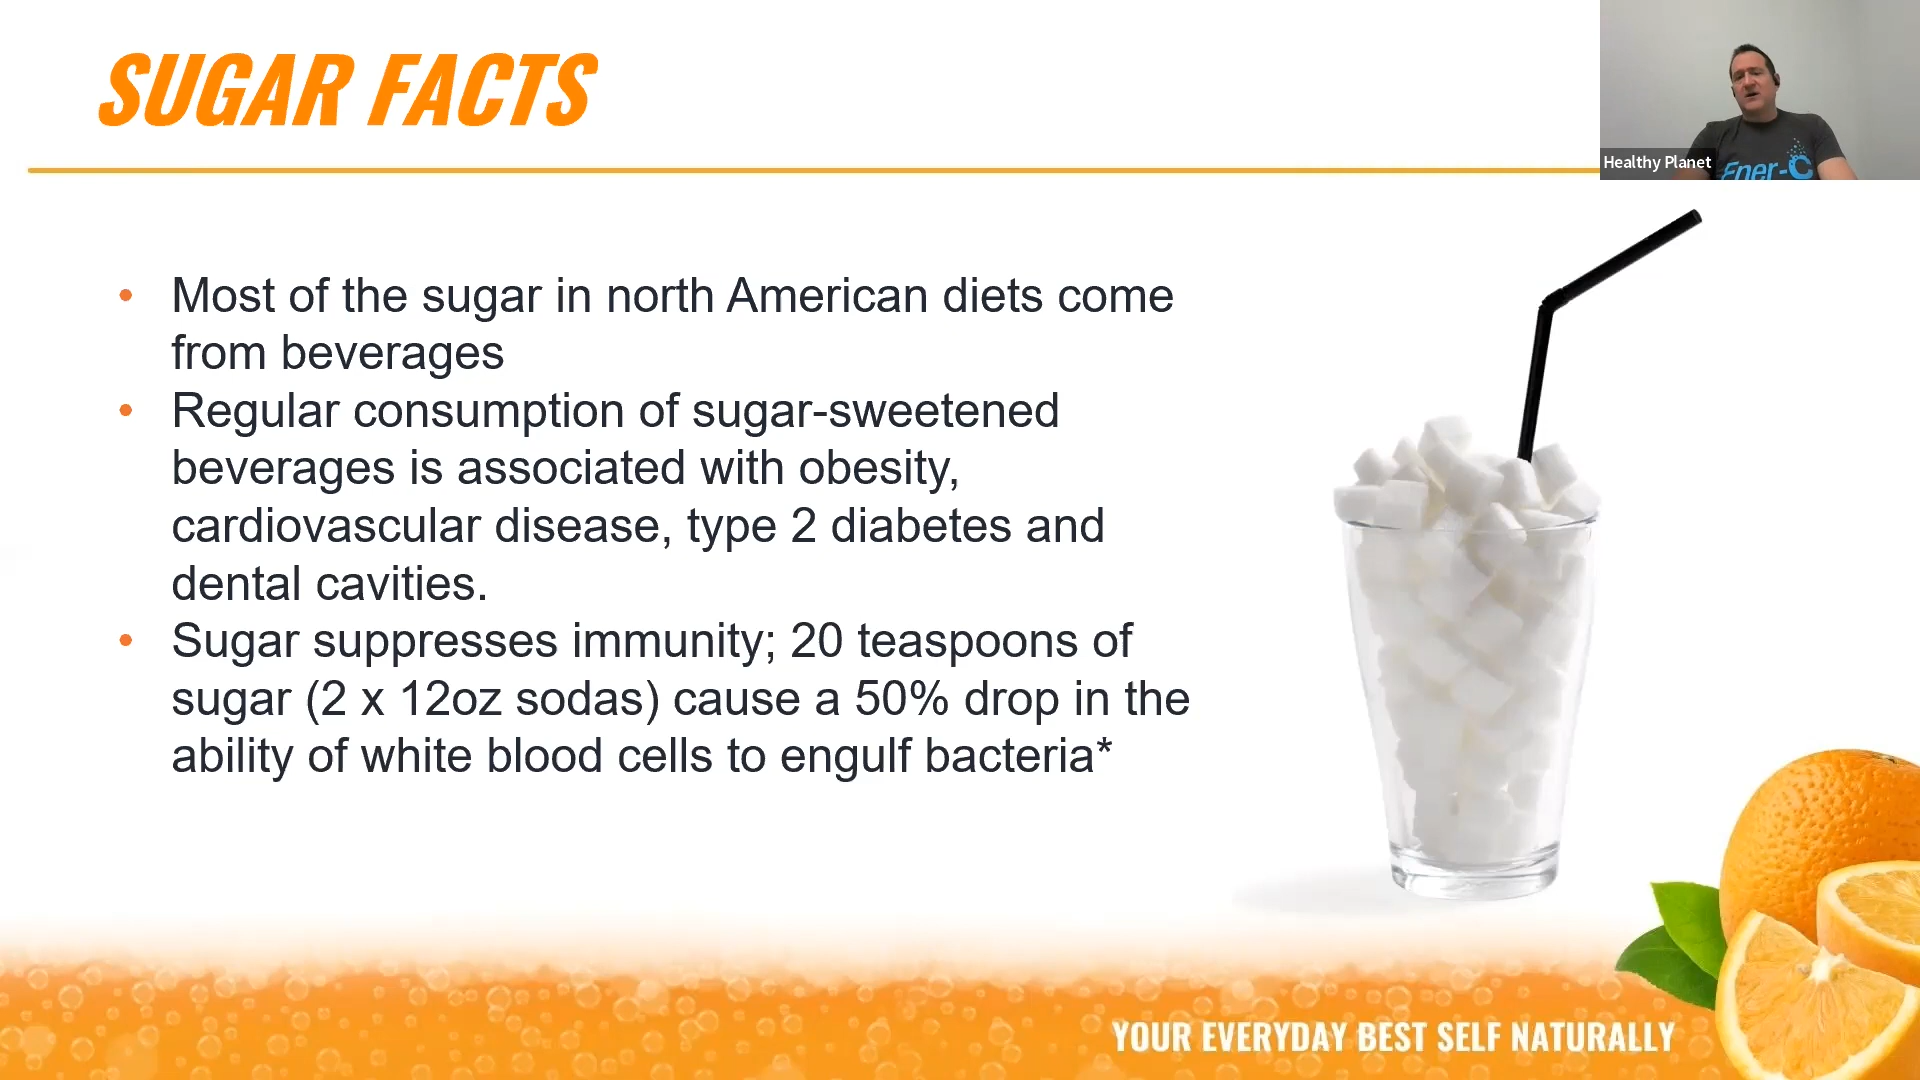 SUGAR FACTS
Healthy Planet
Ener-C
• Most of the sugar in north American diets come
from beverages
• Regular consumption of sugar-sweetened
beverages is associated with obesity,
cardiovascular disease, type 2 diabetes and
dental cavities.
• Sugar suppresses immunity; 20 teaspoons of
sugar (2 x 12oz sodas) cause a 50% drop in the
ability of white blood cells to engulf bacteria*
YOUR EVERYDAY BEST SELF NATURALLY